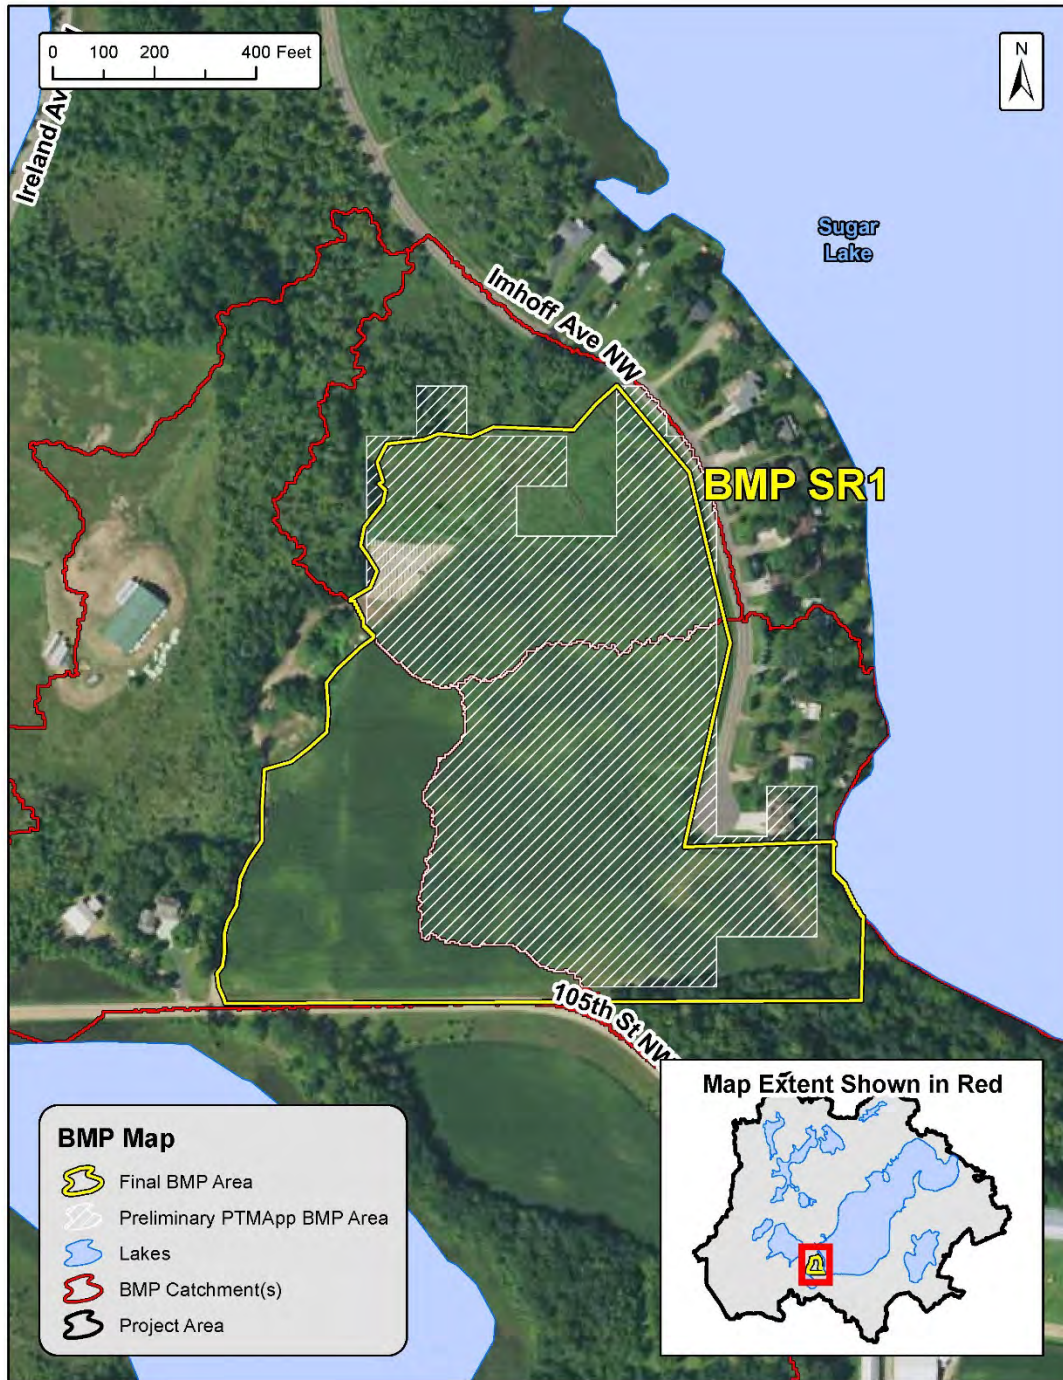 0 100 200 400 Feet
N
Ireland Av
Imhoff Ave NW
Sugar
Lake
BMP SR1
105th St NW
Map Extent Shown in Red
BMP Map
Final BMP Area
Preliminary PTMApp BMP Area
Lakes
BMP Catchment(s)
Project Area